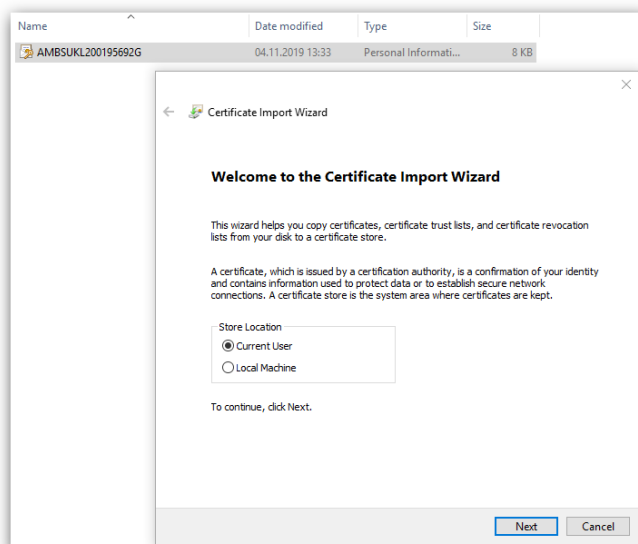 Name Date modified Type Size
AMBSUKL200195692G 04.11.2019 13:33 Personal Informati... 8 KB
Certificate Import Wizard
Welcome to the Certificate Import Wizard
This wizard helps you copy certificates, certificate trust lists, and certificate revocation
lists from your disk to a certificate store.
A certificate, which is issued by a certification authority, is a confirmation of your identity
and contains information used to protect data or to establish secure network
connections. A certificate store is the system area where certificates are kept.
Store Location
Current User
Local Machine
To continue, click Next.
Next Cancel